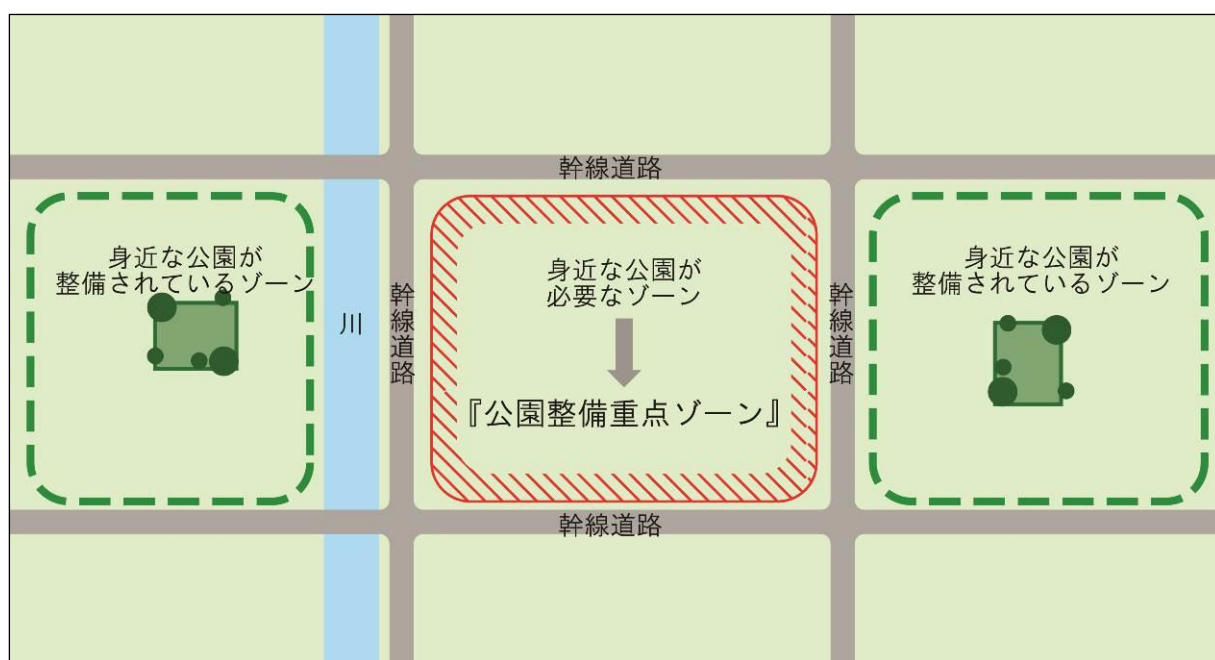 幹線道路
身近な公園が
整備されているゾーン
川
幹線道路
身近な公園が
必要なゾーン
『公園整備重点ゾーン』
幹線道路
身近な公園が
整備されているゾーン
幹線道路